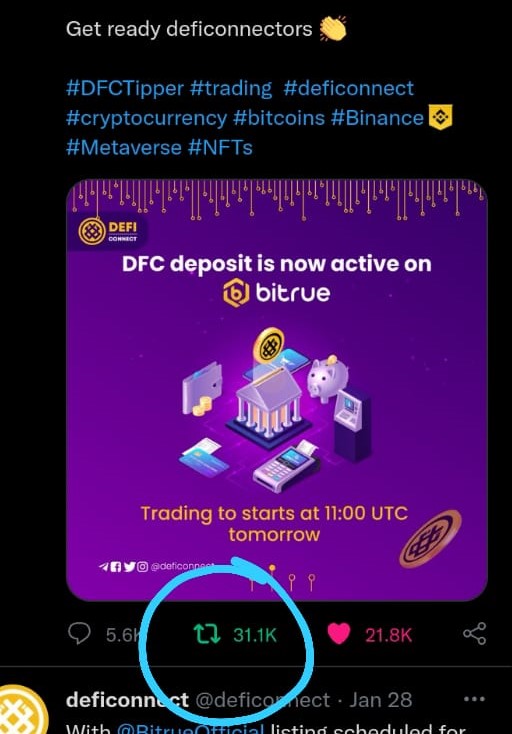 Get ready deficonnectors 👏
#DFCTipper #trading #deficonnect
#cryptocurrency #bitcoins #Binance
#Metaverse #NFTs
DEFI
CONNECT
DFC deposit is now active on
bitrue
Trading to starts at 11:00 UTC
tomorrow
@deficonnect
5.6K 31.1K 21.8K
deficonnect @deficonnect · Jan 28 ···
With @BitrueOfficial listing scheduled for